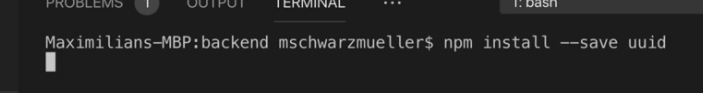 PROBLEMS 1 OUTPUT TERMINAL ... 1: bash
Maximilians-MBP:backend mschwarzmueller$ npm install --save uuid